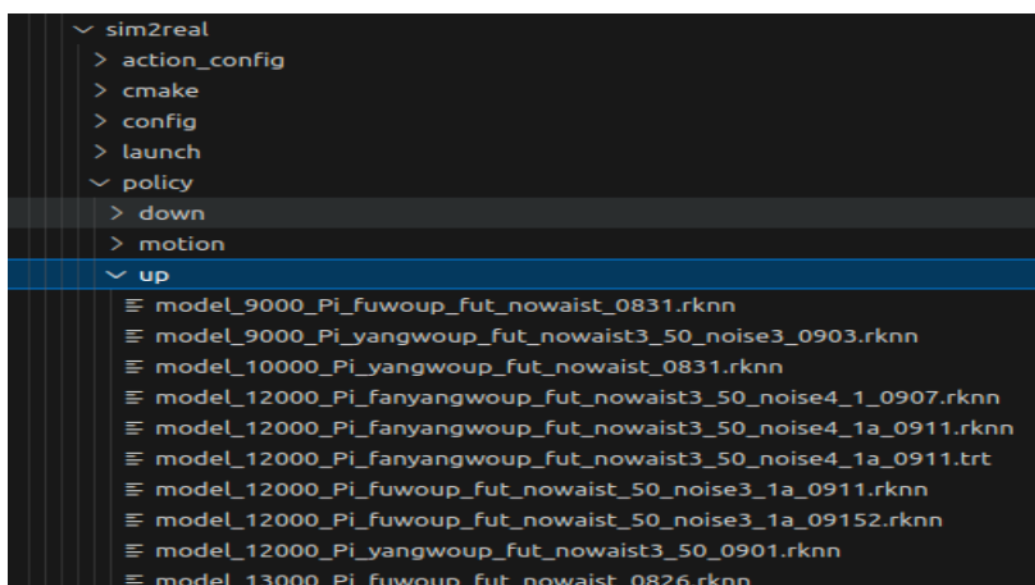 sim2real
action_config
cmake
config
launch
policy
down
motion
up
model_9000_Pi_fuwoup_fut_nowaist_0831.rknn
model_9000_Pi_yangwoup_fut_nowaist3_50_noise3_0903.rknn
model_10000_Pi_yangwoup_fut_nowaist_0831.rknn
model_12000_Pi_fanyangwoup_fut_nowaist3_50_noise4_1_0907.rknn
model_12000_Pi_fanyangwoup_fut_nowaist3_50_noise4_1a_0911.rknn
model_12000_Pi_fanyangwoup_fut_nowaist3_50_noise4_1a_0911.trt
model_12000_Pi_fuwoup_fut_nowaist_50_noise3_1a_0911.rknn
model_12000_Pi_fuwoup_fut_nowaist_50_noise3_1a_09152.rknn
model_12000_Pi_yangwoup_fut_nowaist3_50_0901.rknn
model_13000_Pi_fuwoup_fut_nowaist_0826.rknn